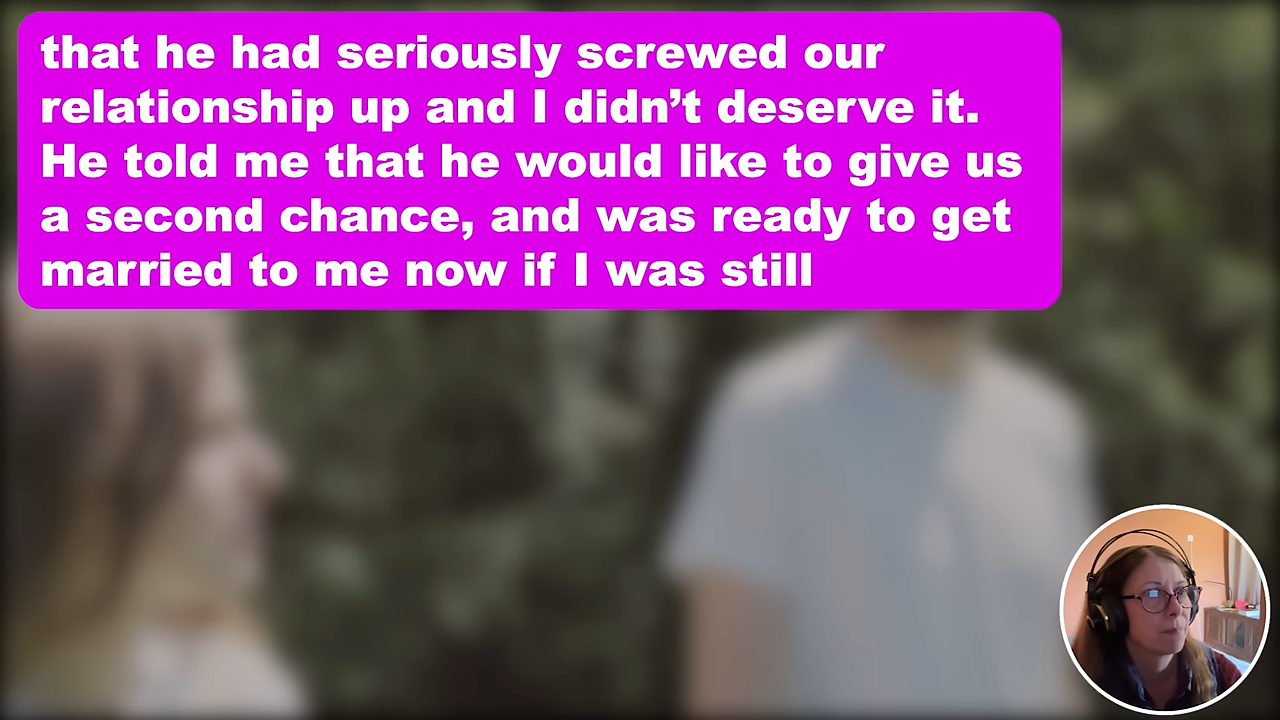 that he had seriously screwed our
relationship up and I didn’t deserve it.
He told me that he would like to give us
a second chance, and was ready to get
married to me now if I was still